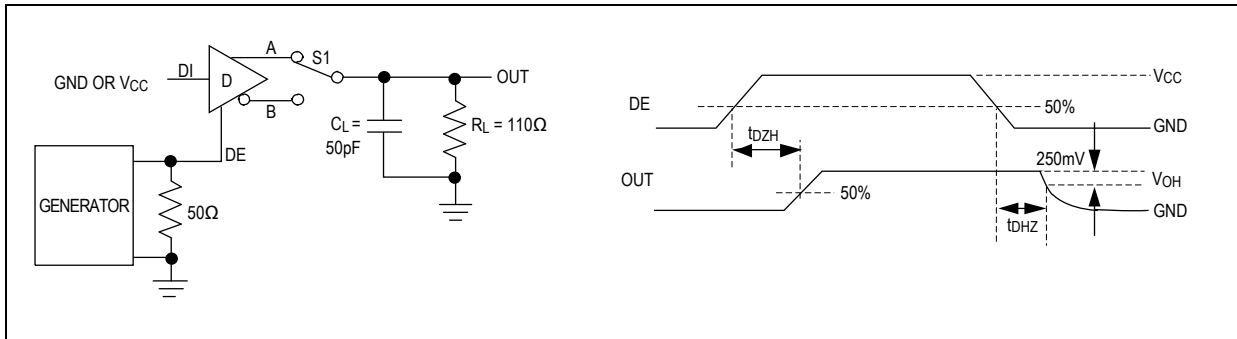 A
S1
DI
D
OUT
GND OR VCC
B
CL =
50pF
RL = 110Ω
DE
GENERATOR
50Ω
VCC
DE
50%
GND
tDZH
250mV
OUT
VOH
50%
GND
tDHZ